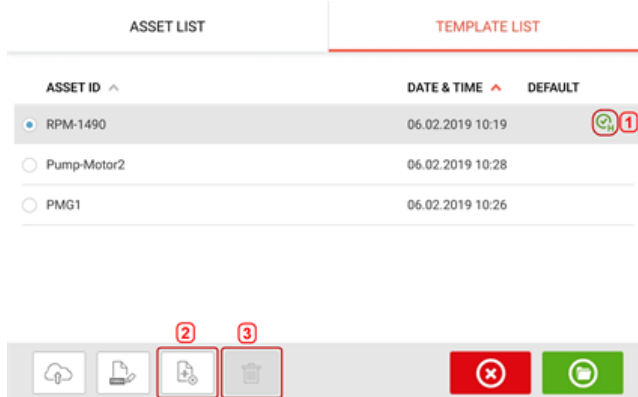 ASSET LIST TEMPLATE LIST
ASSET ID DATE & TIME DEFAULT
RPM-1490 06.02.2019 10:19 H 1
Pump-Motor2 06.02.2019 10:28
PMG1 06.02.2019 10:26
2 3